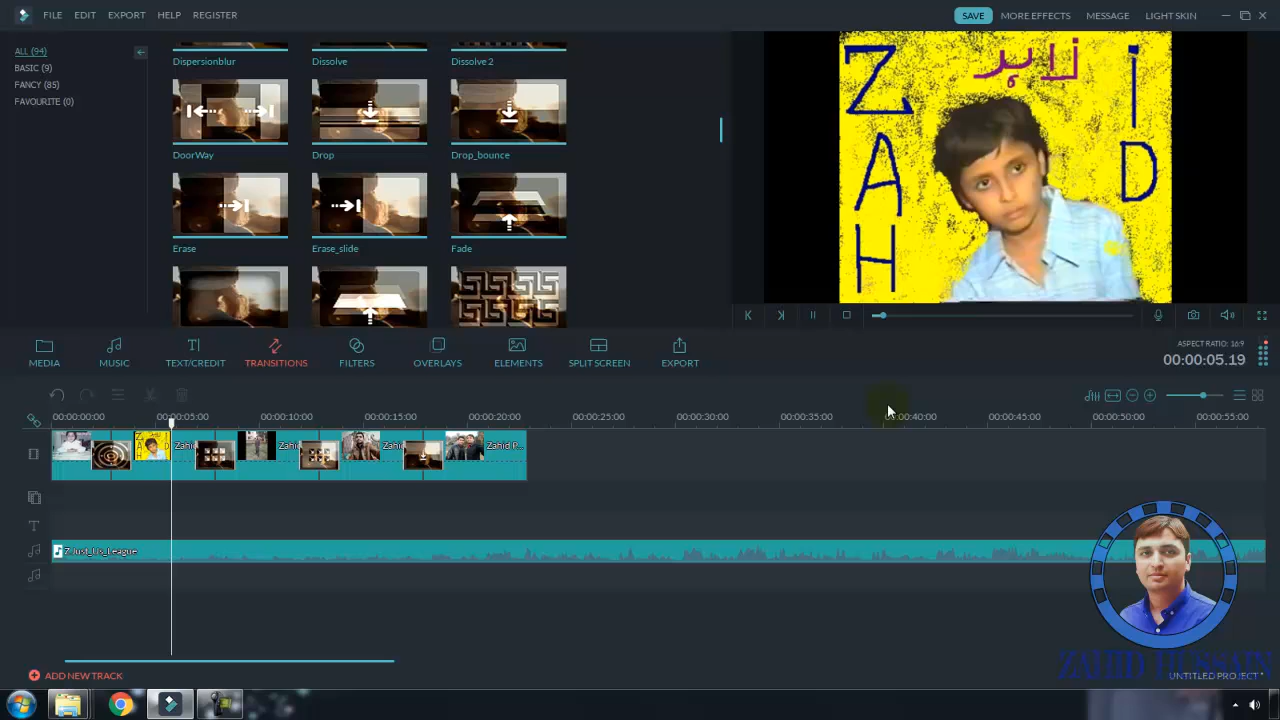 FILE EDIT EXPORT HELP REGISTER
SAVE MORE EFFECTS MESSAGE LIGHT SKIN
ALL (94)
BASIC (9)
FANCY (85)
FAVOURITE (0)
Dispersionblur Dissolve Dissolve 2
DoorWay Drop Drop_bounce
Erase Erase_slide Fade
زاہد
Z I
A D
H
MEDIA MUSIC TEXT/CREDIT TRANSITIONS FILTERS OVERLAYS ELEMENTS SPLIT SCREEN EXPORT
ASPECT RATIO: 16:9
00:00:05.19
00:00:00:00 00:00:05:00 00:00:10:00 00:00:15:00 00:00:20:00 00:00:25:00 00:00:30:00 00:00:35:00 00:00:40:00 00:00:45:00 00:00:50:00 00:00:55:00
Zahi Zahi Zahid Zahid P...
Z Just_Us_League
ZAHID HUSSAIN
ADD NEW TRACK
UNTITLED PROJECT*